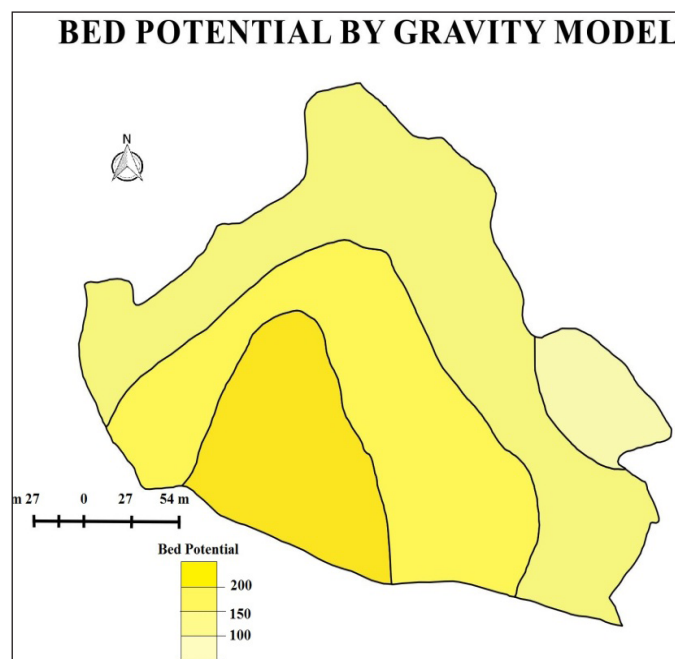 BED POTENTIAL BY GRAVITY MODEL
N
m 27 0 27 54 m
Bed Potential
200
150
100